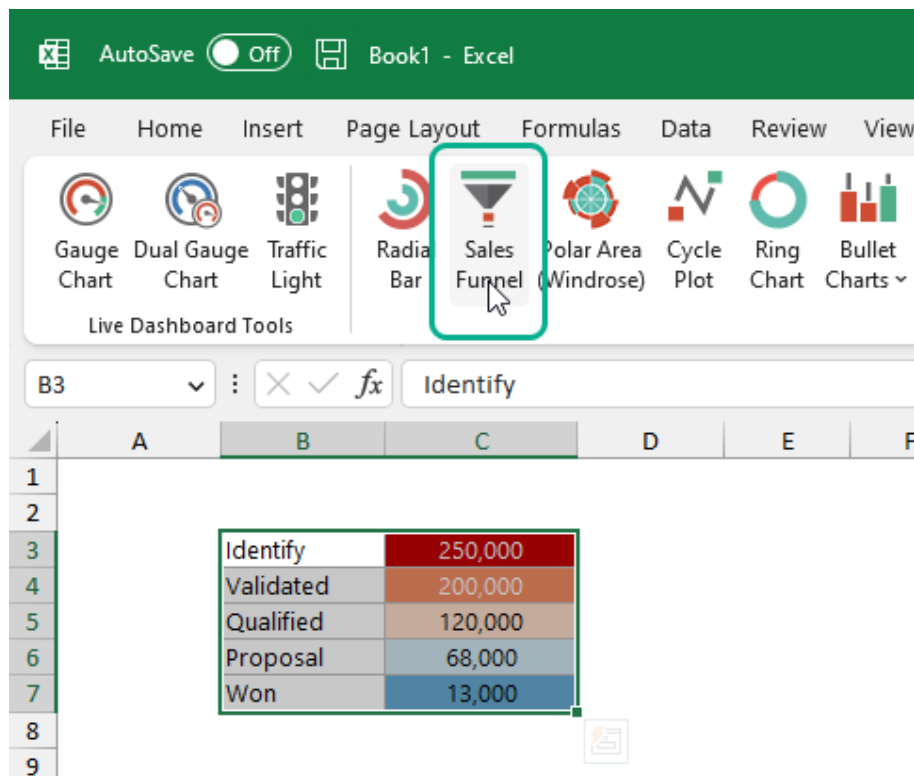 AutoSave Off Book1 - Excel
File Home Insert Page Layout Formulas Data Review View
Gauge Chart
Dual Gauge Chart
Traffic Light
Radial Bar
Sales Funnel
Polar Area (Windrose)
Cycle Plot
Ring Chart
Bullet Charts
Live Dashboard Tools
B3 fx Identify
A B C D E F
1
2
3 Identify 250,000
4 Validated 200,000
5 Qualified 120,000
6 Proposal 68,000
7 Won 13,000
8
9